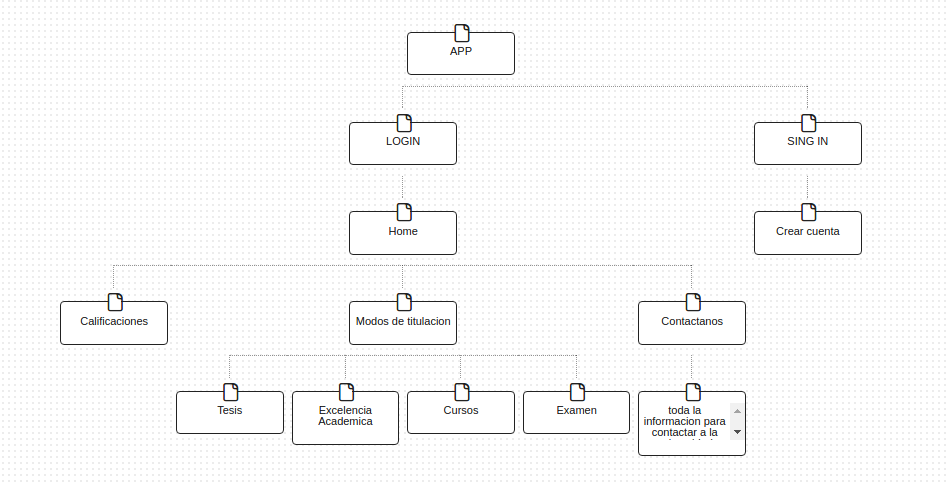 APP
LOGIN
SING IN
Home
Crear cuenta
Calificaciones
Modos de titulacion
Contactanos
Tesis
Excelencia
Academica
Cursos
Examen
toda la
informacion para
contactar a la